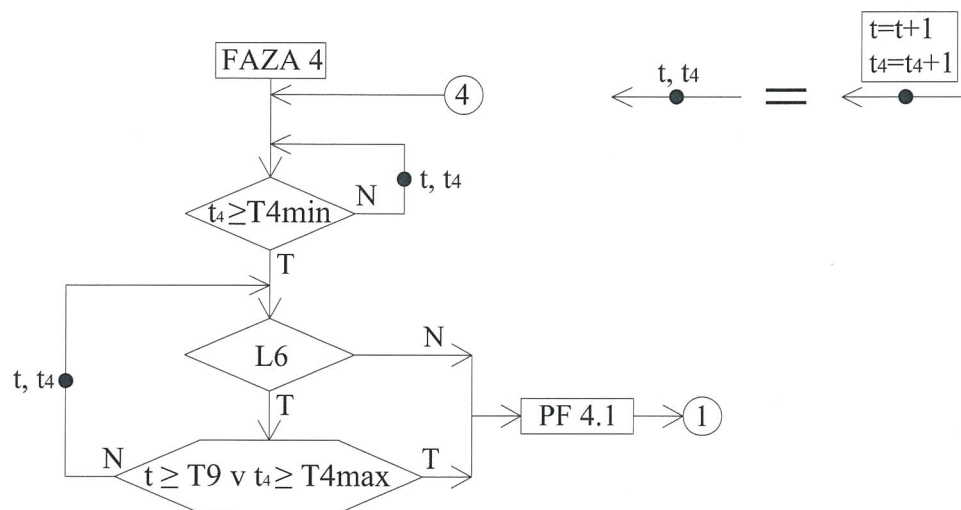 FAZA 4
4
t, t4
=
t=t+1
t4=t4+1
t, t4
N
t4≥T4min
T
L6
N
t, t4
T
PF 4.1
1
N
t ≥ T9 v t4 ≥ T4max
T